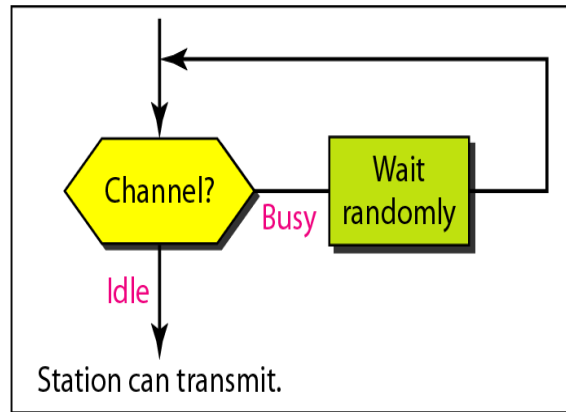 Channel?
Wait
randomly
Busy
Idle
Station can transmit.